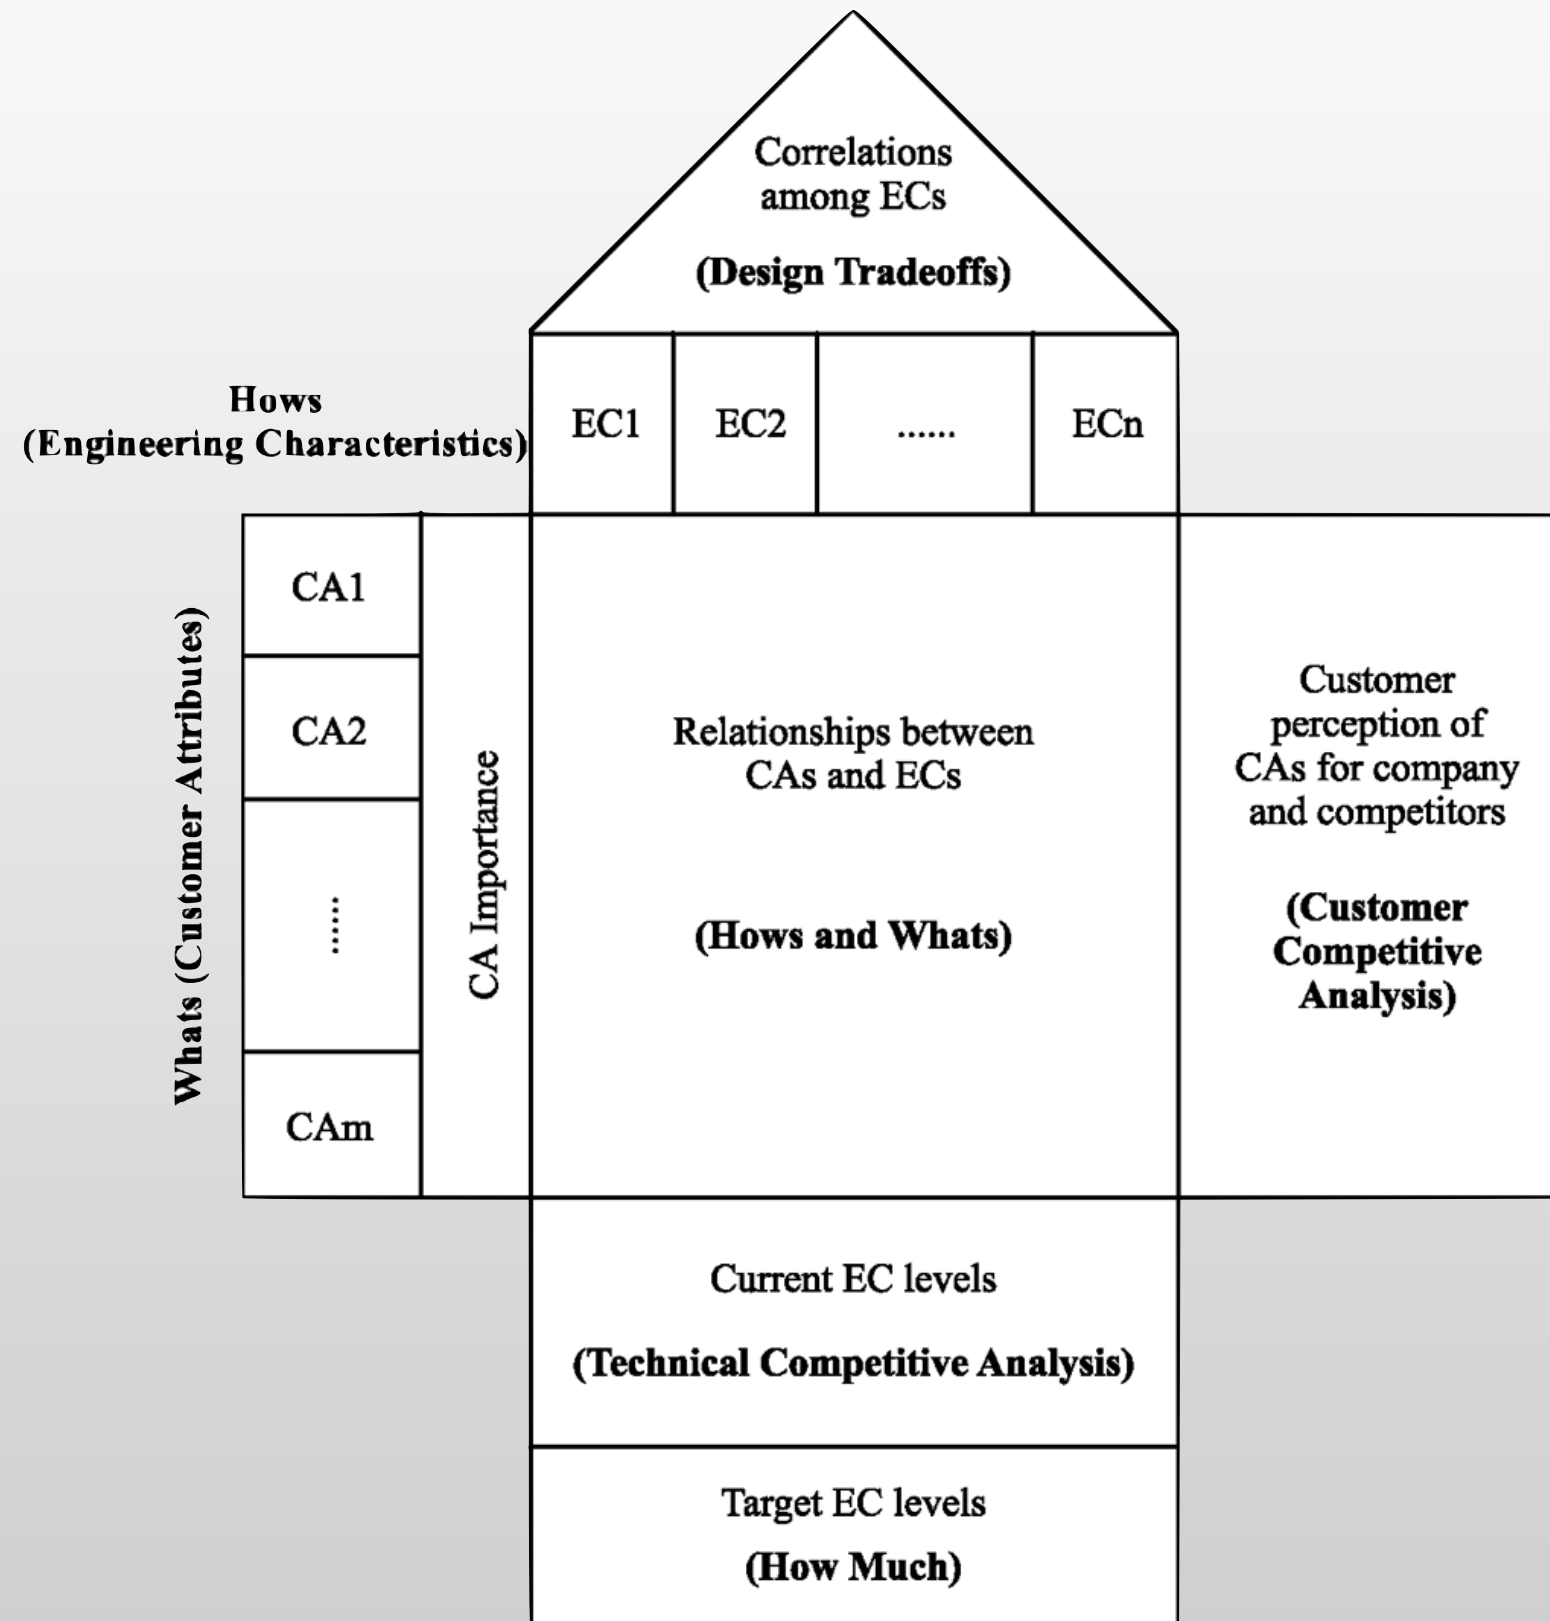 Correlations
among ECs
(Design Tradeoffs)
Hows
(Engineering Characteristics)
EC1
EC2
......
ECn
Whats (Customer Attributes)
CA1
CA2
......
CAm
CA Importance
Relationships between
CAs and ECs
(Hows and Whats)
Customer
perception of
CAs for company
and competitors
(Customer
Competitive
Analysis)
Current EC levels
(Technical Competitive Analysis)
Target EC levels
(How Much)